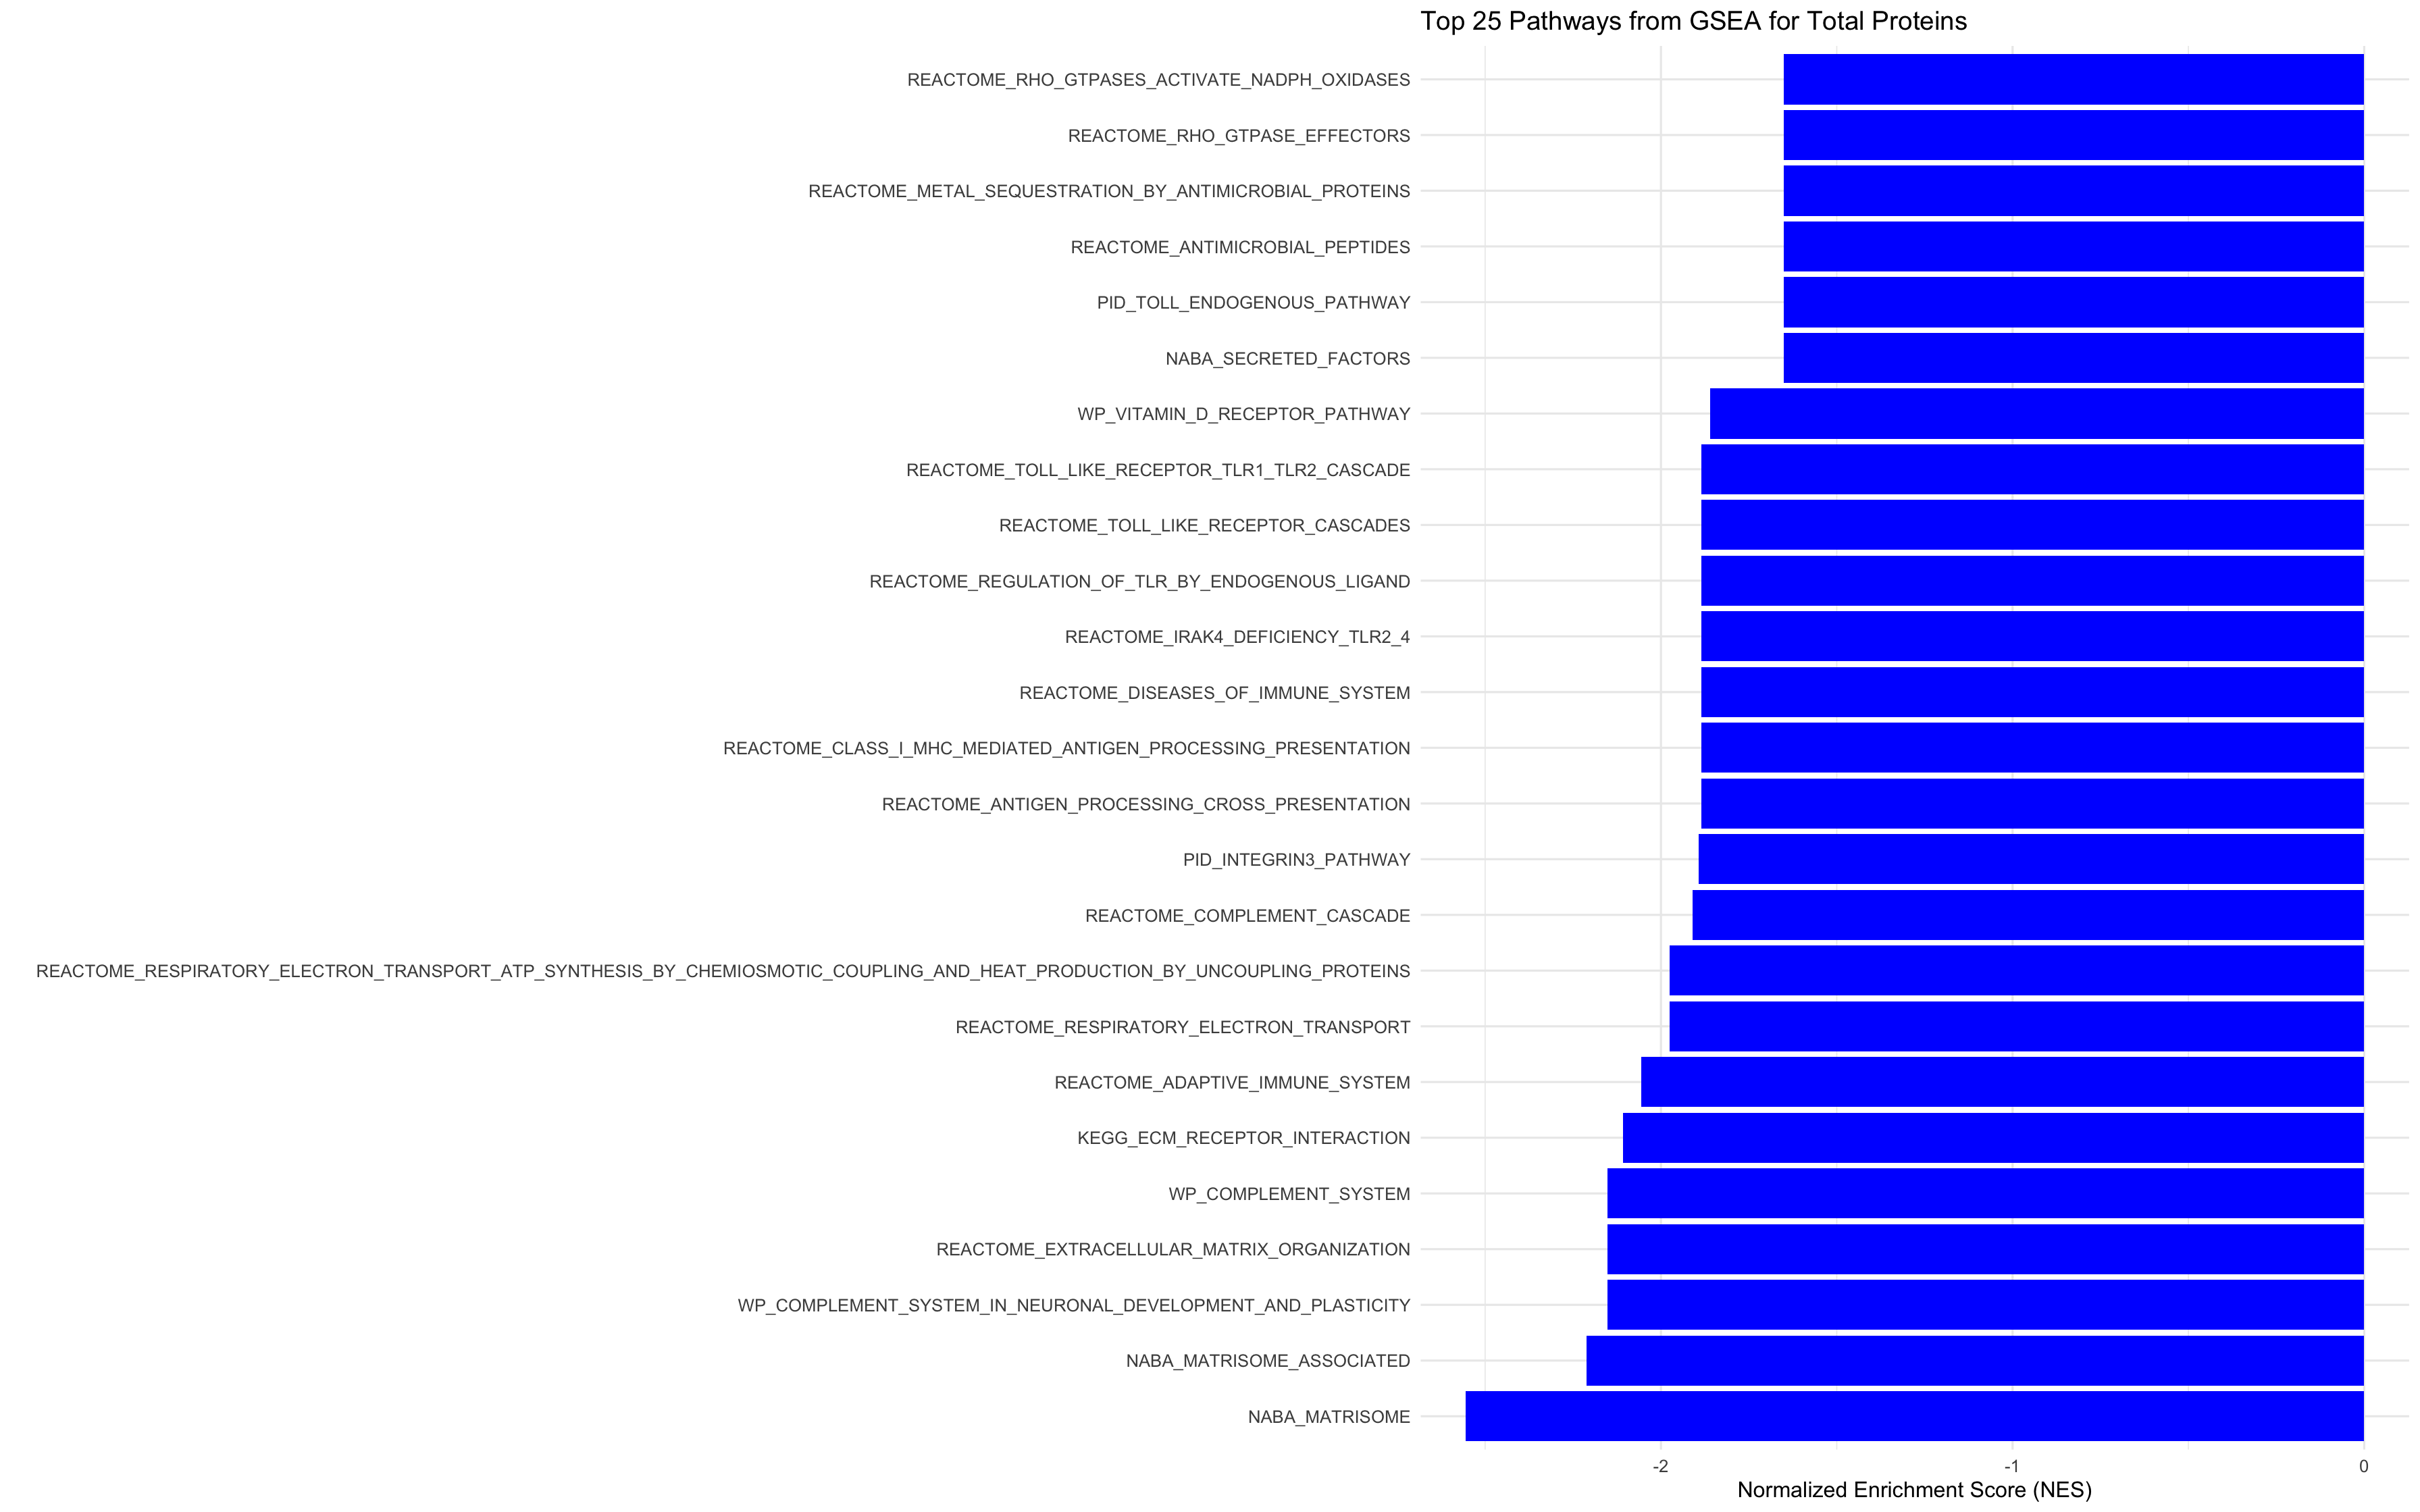 Top 25 Pathways from GSEA for Total Proteins
REACTOME_RHO_GTPASES_ACTIVATE_NADPH_OXIDASES
REACTOME_RHO_GTPASE_EFFECTORS
REACTOME_METAL_SEQUESTRATION_BY_ANTIMICROBIAL_PROTEINS
REACTOME_ANTIMICROBIAL_PEPTIDES
PID_TOLL_ENDOGENOUS_PATHWAY
NABA_SECRETED_FACTORS
WP_VITAMIN_D_RECEPTOR_PATHWAY
REACTOME_TOLL_LIKE_RECEPTOR_TLR1_TLR2_CASCADE
REACTOME_TOLL_LIKE_RECEPTOR_CASCADES
REACTOME_REGULATION_OF_TLR_BY_ENDOGENOUS_LIGAND
REACTOME_IRAK4_DEFICIENCY_TLR2_4
REACTOME_DISEASES_OF_IMMUNE_SYSTEM
REACTOME_CLASS_I_MHC_MEDIATED_ANTIGEN_PROCESSING_PRESENTATION
REACTOME_ANTIGEN_PROCESSING_CROSS_PRESENTATION
PID_INTEGRIN3_PATHWAY
REACTOME_COMPLEMENT_CASCADE
REACTOME_RESPIRATORY_ELECTRON_TRANSPORT_ATP_SYNTHESIS_BY_CHEMIOSMOTIC_COUPLING_AND_HEAT_PRODUCTION_BY_UNCOUPLING_PROTEINS
REACTOME_RESPIRATORY_ELECTRON_TRANSPORT
REACTOME_ADAPTIVE_IMMUNE_SYSTEM
KEGG_ECM_RECEPTOR_INTERACTION
WP_COMPLEMENT_SYSTEM
REACTOME_EXTRACELLULAR_MATRIX_ORGANIZATION
WP_COMPLEMENT_SYSTEM_IN_NEURONAL_DEVELOPMENT_AND_PLASTICITY
NABA_MATRISOME_ASSOCIATED
NABA_MATRISOME
-2 -1 0
Normalized Enrichment Score (NES)